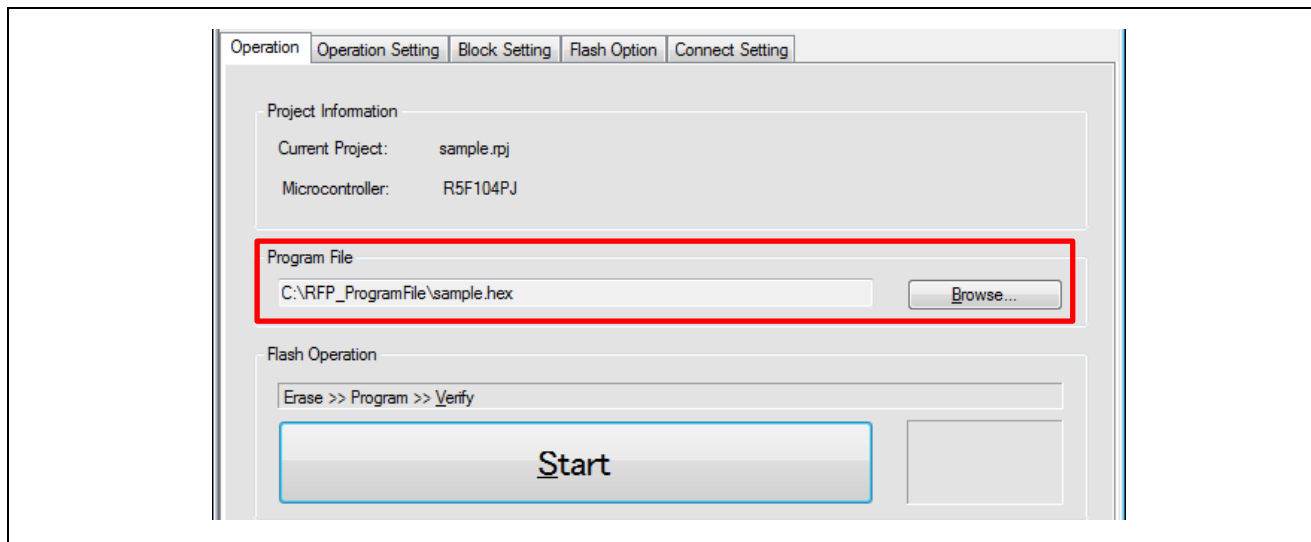 Operation Operation Setting Block Setting Flash Option Connect Setting
Project Information
Current Project: sample.rpj
Microcontroller: R5F104PJ
Program File
C:\RFP_ProgramFile\sample.hex Browse...
Flash Operation
Erase >> Program >> Verify
Start